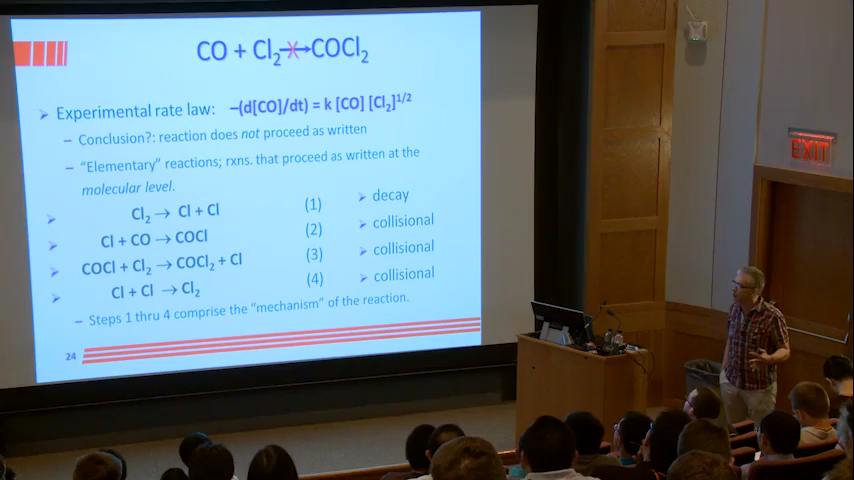 CO + Cl₂ → COCl₂
➢ Experimental rate law: –(d[CO]/dt) = k [CO] [Cl₂]^1/2
– Conclusion?: reaction does not proceed as written
– "Elementary" reactions; rxns. that proceed as written at the
molecular level.
➢ Cl₂ → Cl + Cl (1) ➢ decay
➢ Cl + CO → COCl (2) ➢ collisional
➢ COCl + Cl₂ → COCl₂ + Cl (3) ➢ collisional
➢ Cl + Cl → Cl₂ (4) ➢ collisional
– Steps 1 thru 4 comprise the "mechanism" of the reaction.
24
EXIT